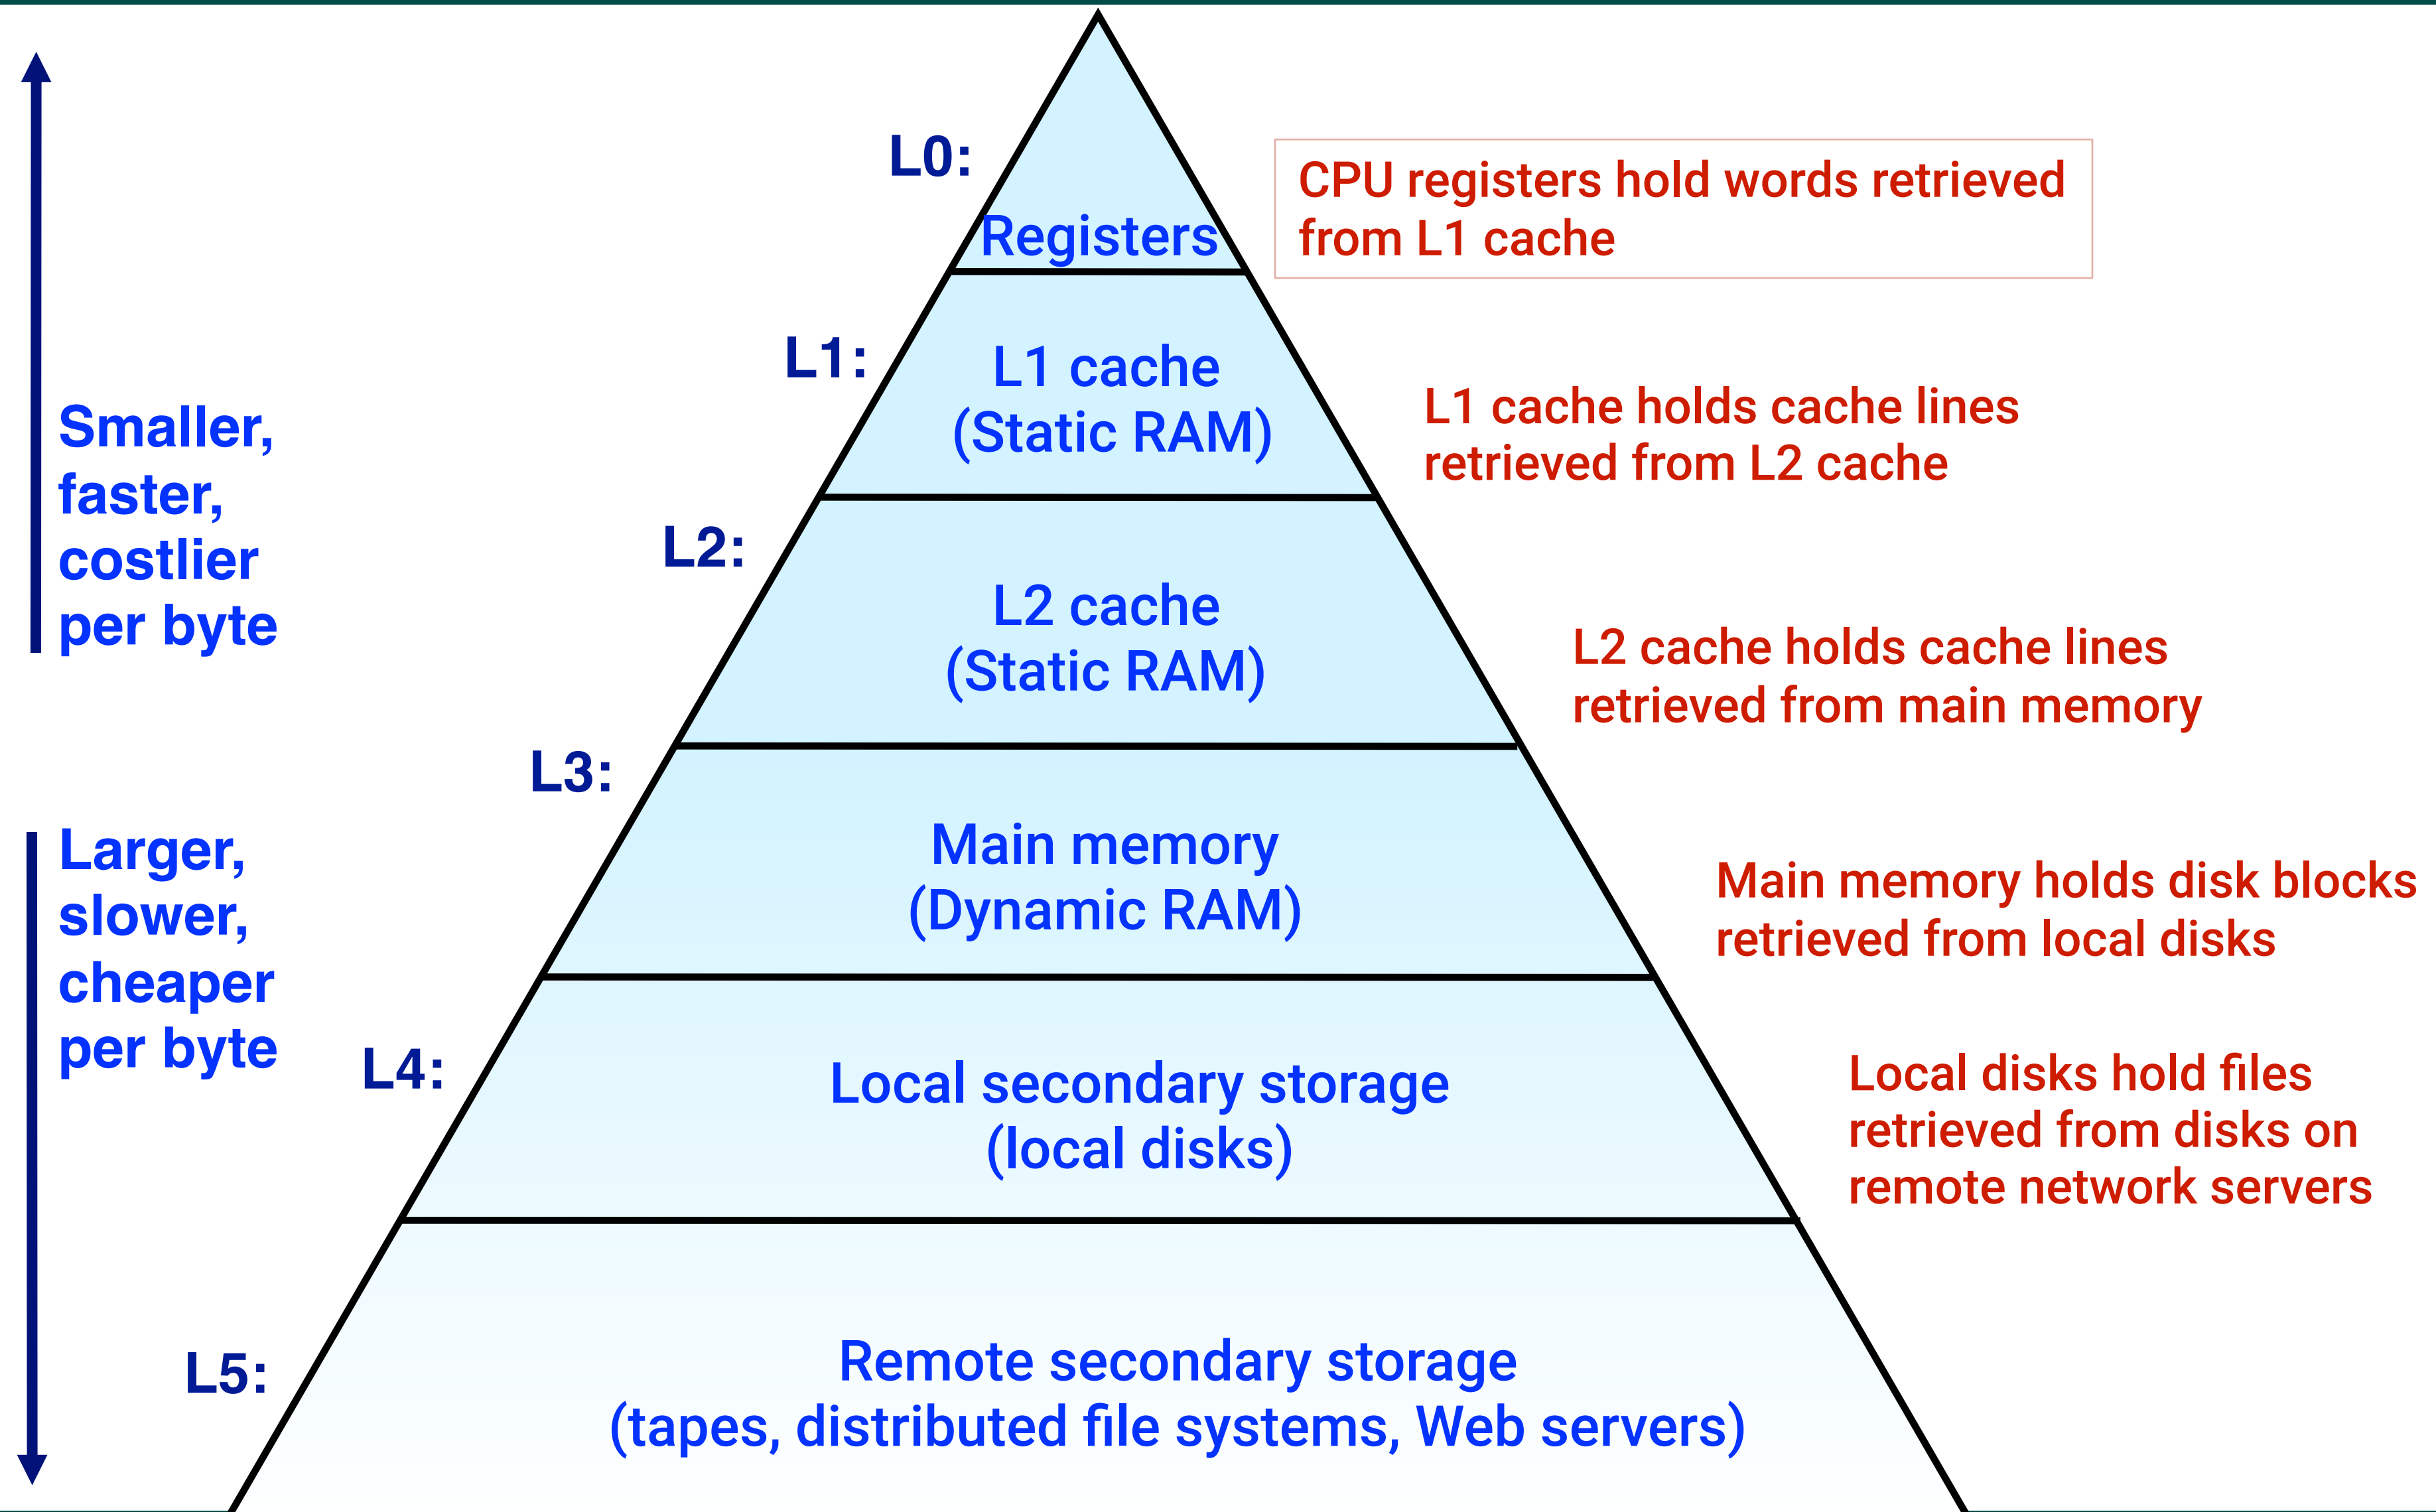 L0:
Registers
CPU registers hold words retrieved
from L1 cache
L1:
L1 cache
(Static RAM)
L1 cache holds cache lines
retrieved from L2 cache
Smaller,
faster,
costlier
per byte
L2:
L2 cache
(Static RAM)
L2 cache holds cache lines
retrieved from main memory
L3:
Main memory
(Dynamic RAM)
Main memory holds disk blocks
retrieved from local disks
Larger,
slower,
cheaper
per byte
L4:
Local secondary storage
(local disks)
Local disks hold files
retrieved from disks on
remote network servers
L5:
Remote secondary storage
(tapes, distributed file systems, Web servers)